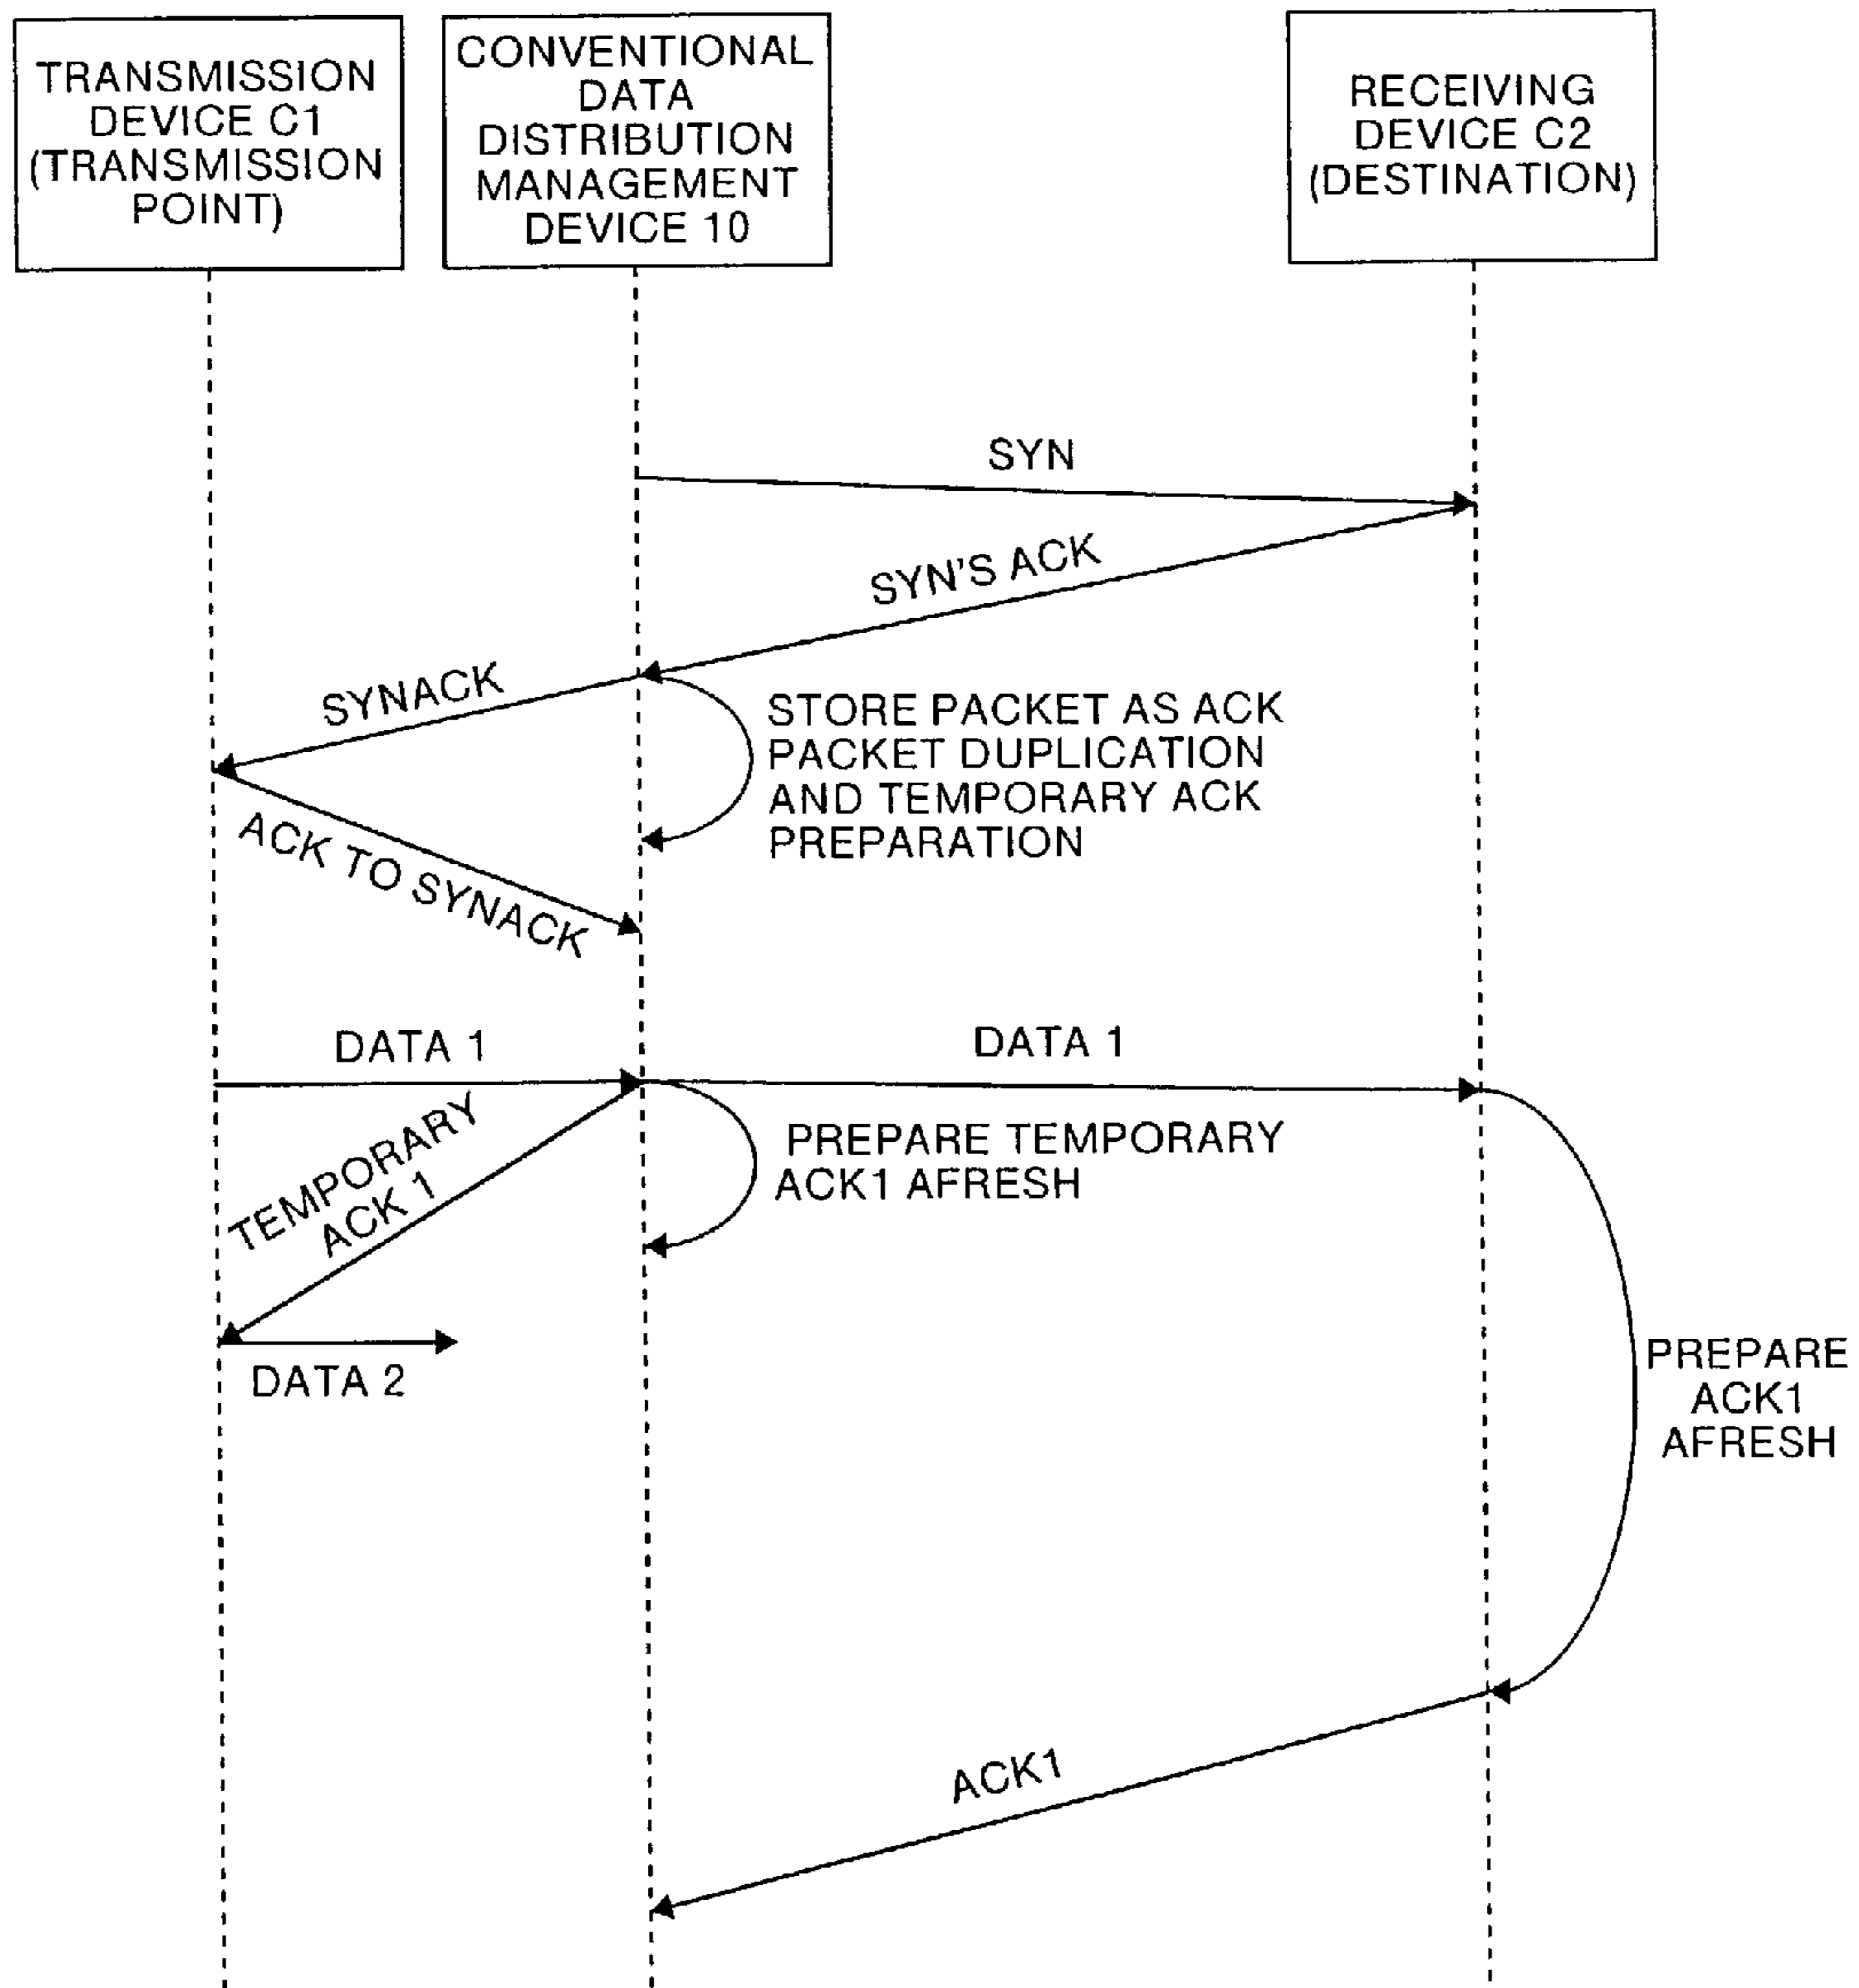 TRANSMISSION
DEVICE C1
(TRANSMISSION
POINT)
CONVENTIONAL
DATA
DISTRIBUTION
MANAGEMENT
DEVICE 10
RECEIVING
DEVICE C2
(DESTINATION)
SYN
SYN'S ACK
SYNACK
STORE PACKET AS ACK
PACKET DUPLICATION
AND TEMPORARY ACK
PREPARATION
ACK TO SYNACK
DATA 1
DATA 1
TEMPORARY
ACK 1
PREPARE TEMPORARY
ACK1 AFRESH
DATA 2
PREPARE
ACK1
AFRESH
ACK1